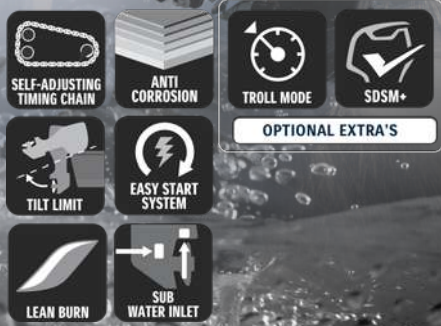 SELF-ADJUSTING
TIMING CHAIN
ANTI
CORROSION
TROLL MODE
SDSM+
OPTIONAL EXTRA'S
TILT LIMIT
EASY START
SYSTEM
LEAN BURN
SUB
WATER INLET